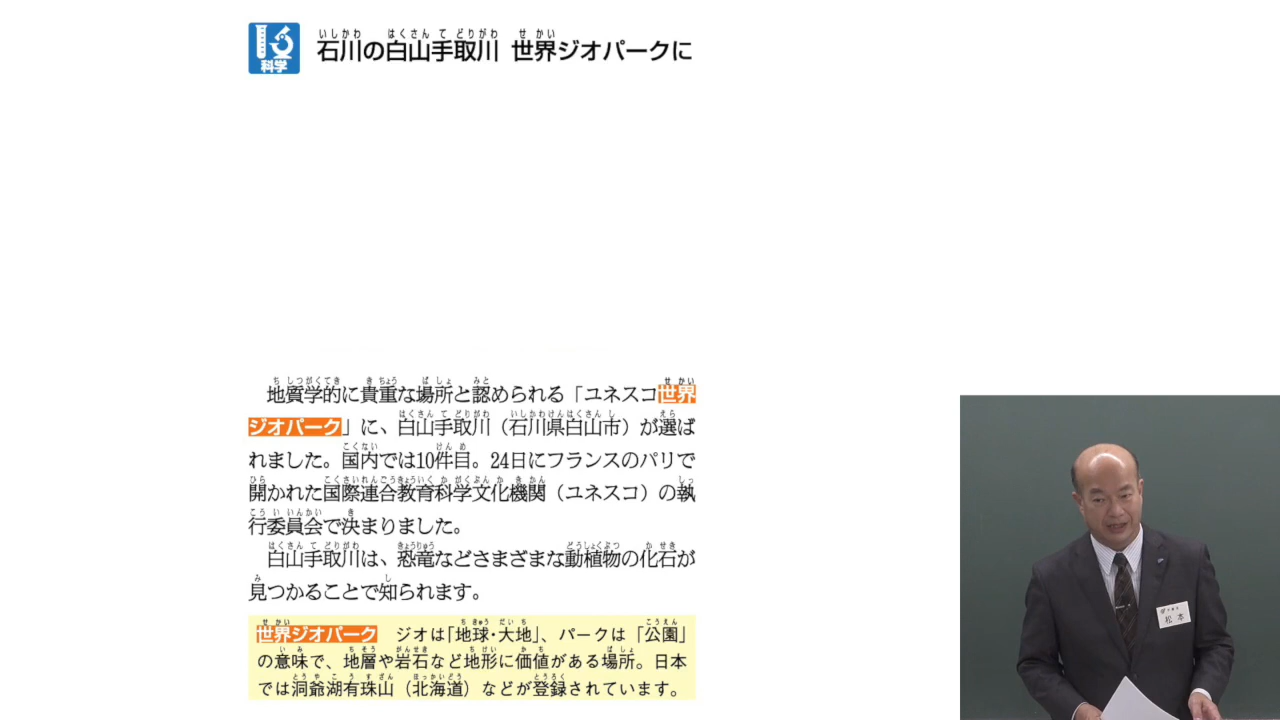 科学
石川の白山手取川 世界ジオパークに
地質学的に貴重な場所と認められる「ユネスコ世界
ジオパーク」に、白山手取川（石川県白山市）が選ば
れました。国内では10件目。24日にフランスのパリで
開かれた国際連合教育科学文化機関（ユネスコ）の執
行委員会で決まりました。
白山手取川は、恐竜などさまざまな動植物の化石が
見つかることで知られます。
世界ジオパーク ジオは「地球・大地」、パークは「公園」
の意味で、地層や岩石など地形に価値がある場所。日本
では洞爺湖有珠山（北海道）などが登録されています。
松本